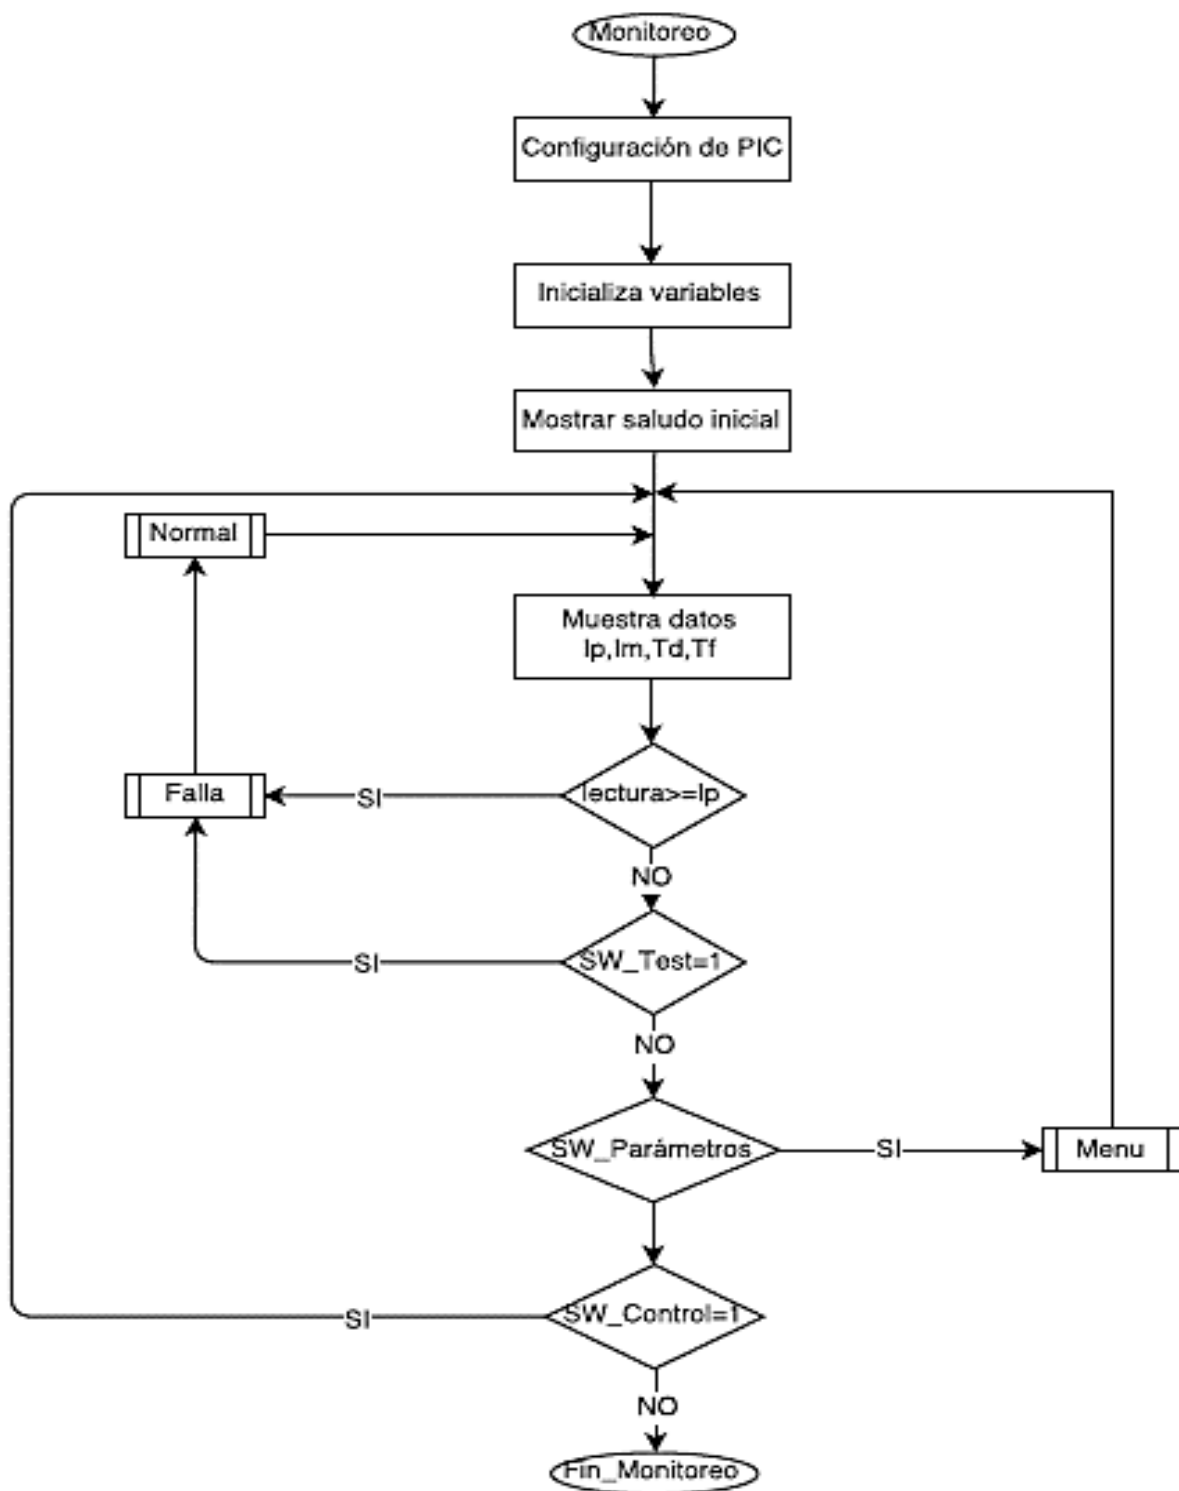 Monitoreo
Configuración de PIC
Inicializa variables
Mostrar saludo inicial
Normal
Muestra datos
Ip,Im,Td,Tf
Falla
SI
lectura>=Ip
NO
SI
SW_Test=1
NO
SW_Parámetros
SI
Menu
SI
SW_Control=1
NO
Fin_Monitoreo